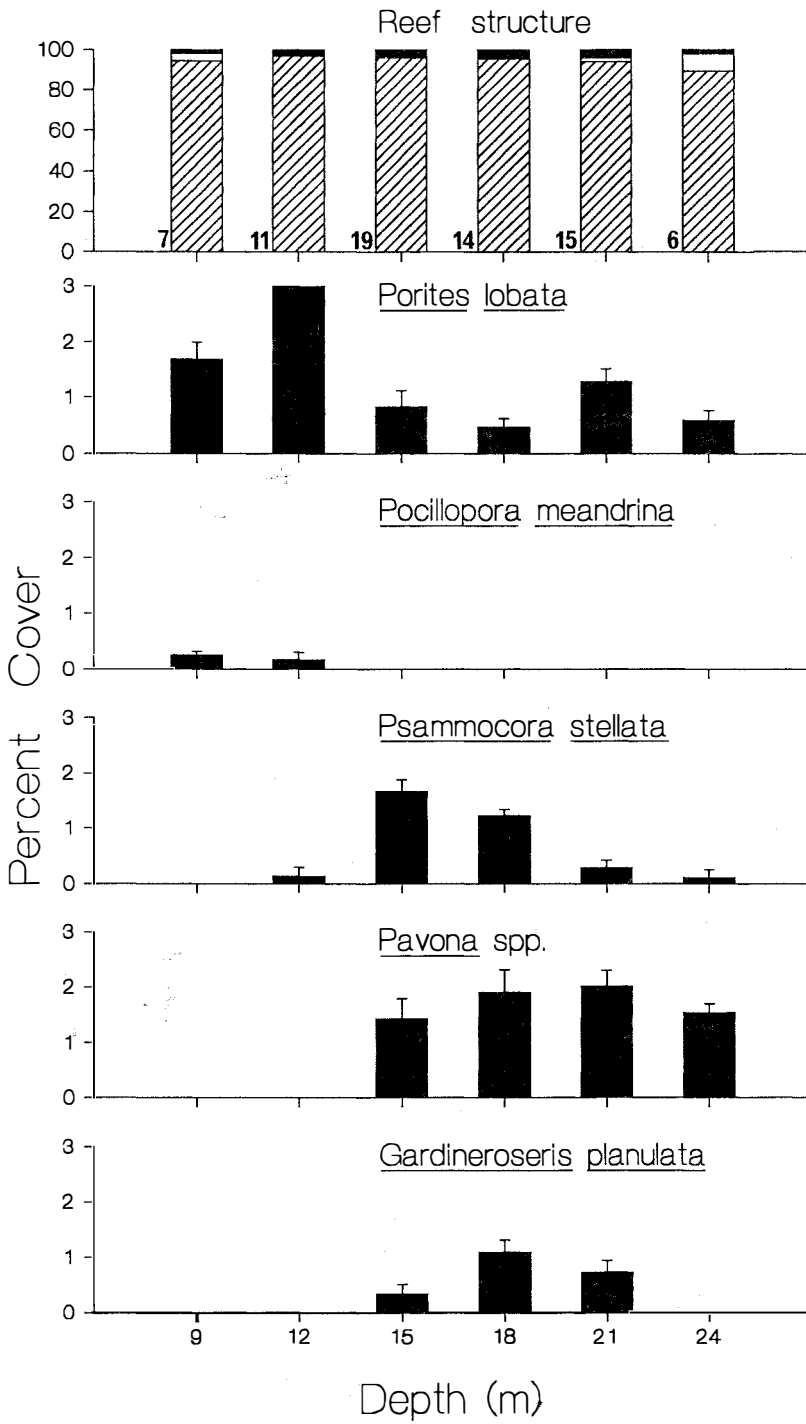 Reef structure
100
80
60
40
20
0
7 11 19 14 15 6
3
2
1
0
Porites lobata
3
2
1
0
Pocillopora meandrina
3
2
1
0
Psammocora stellata
3
2
1
0
Pavona spp.
3
2
1
0
Gardineroseris planulata
9 12 15 18 21 24
Depth (m)
Percent Cover